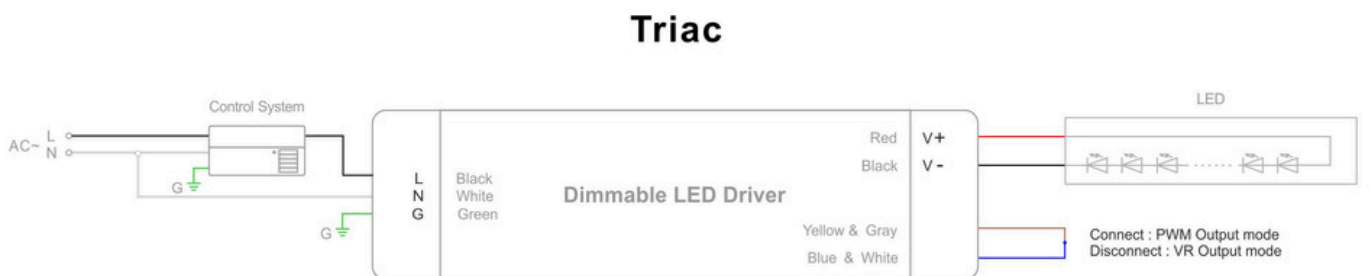 Triac
Control System
AC~ L
N
G
L Black
N White
G Green
G
Dimmable LED Driver
Red V+
Black V-
Yellow & Gray
Blue & White
LED
Connect : PWM Output mode
Disconnect : VR Output mode